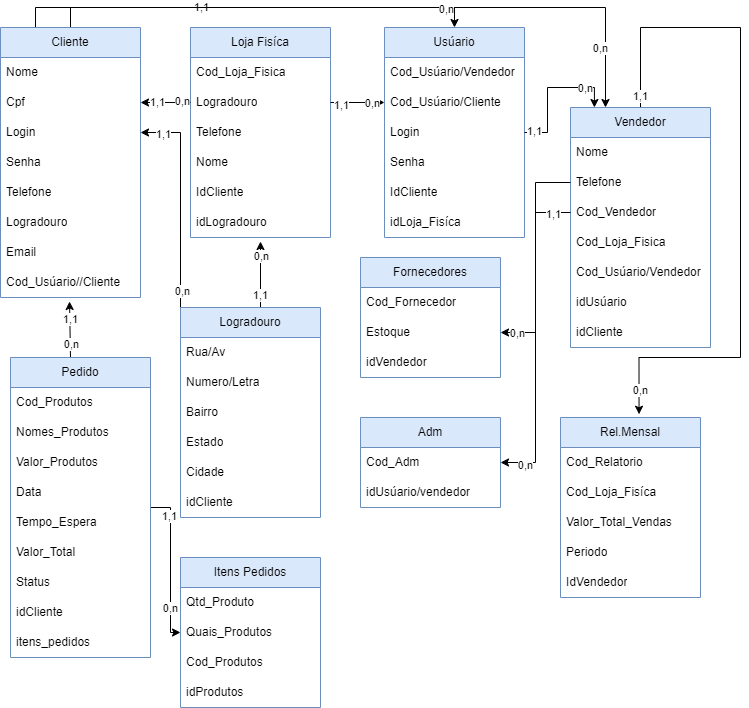 1,1
0,n
Cliente
Nome
Cpf
Login
Senha
Telefone
Logradouro
Email
Cod_Usúario//Cliente
Loja Fisíca
Cod_Loja_Fisica
Logradouro
Telefone
Nome
IdCliente
idLogradouro
Usúario
Cod_Usúario/Vendedor
Cod_Usúario/Cliente
Login
Senha
IdCliente
idLoja_Fisíca
0,n
0,n
1,1
Vendedor
Nome
Telefone
Cod_Vendedor
Cod_Loja_Fisica
Cod_Usúario/Vendedor
idUsúario
idCliente
1,1
0,n
1,1
0,n
1,1
1,1
1,1
0,n
1,1
0,n
1,1
0,n
Fornecedores
Cod_Fornecedor
Estoque
idVendedor
0,n
Logradouro
Rua/Av
Numero/Letra
Bairro
Estado
Cidade
idCliente
Pedido
Cod_Produtos
Nomes_Produtos
Valor_Produtos
Data
Tempo_Espera
Valor_Total
Status
idCliente
itens_pedidos
Adm
Cod_Adm
idUsúario/vendedor
0,n
0,n
Rel.Mensal
Cod_Relatorio
Cod_Loja_Fisíca
Valor_Total_Vendas
Periodo
IdVendedor
1,1
0,n
Itens Pedidos
Qtd_Produto
Quais_Produtos
Cod_Produtos
idProdutos